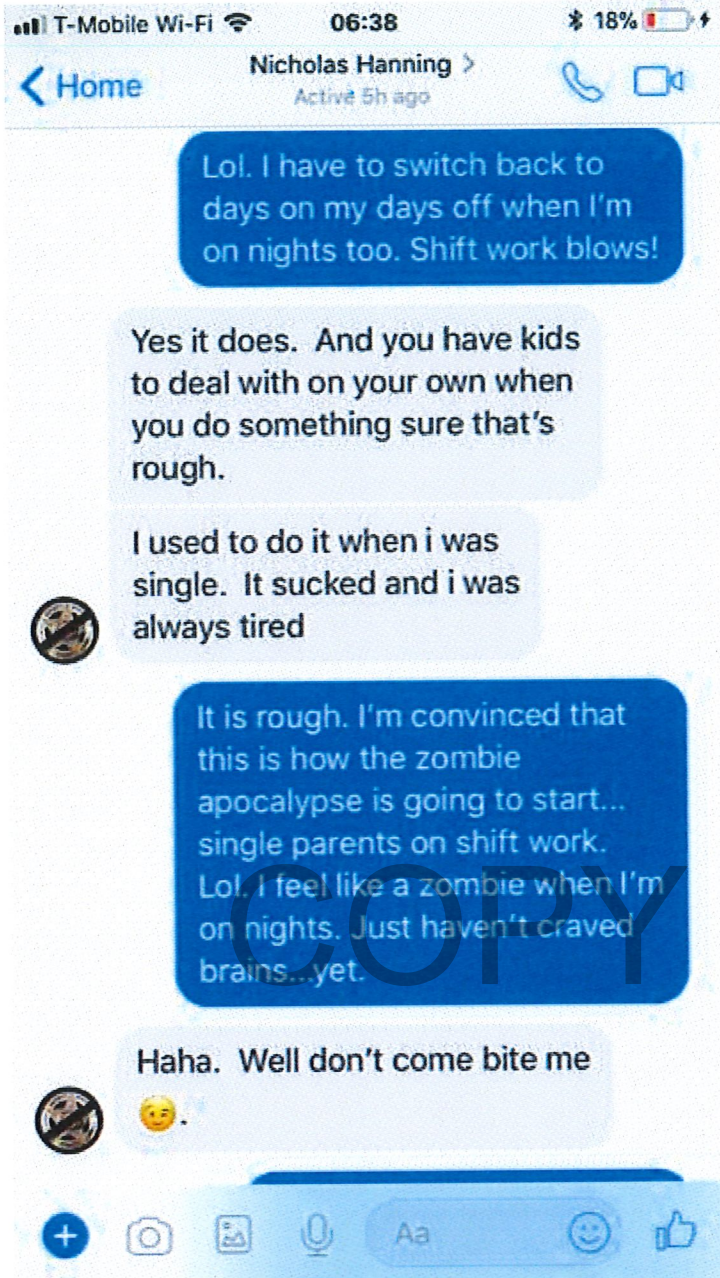 T-Mobile Wi-Fi 06:38 18%
Home Nicholas Hanning >
Active 5h ago
Lol. I have to switch back to
days on my days off when I'm
on nights too. Shift work blows!
Yes it does.  And you have kids
to deal with on your own when
you do something sure that's
rough.
I used to do it when i was
single.  It sucked and i was
always tired
It is rough. I'm convinced that
this is how the zombie
apocalypse is going to start...
single parents on shift work.
Lol. I feel like a zombie when I'm
on nights. Just haven't craved
brains...yet.
COPY
Haha.  Well don't come bite me
😉.
Aa